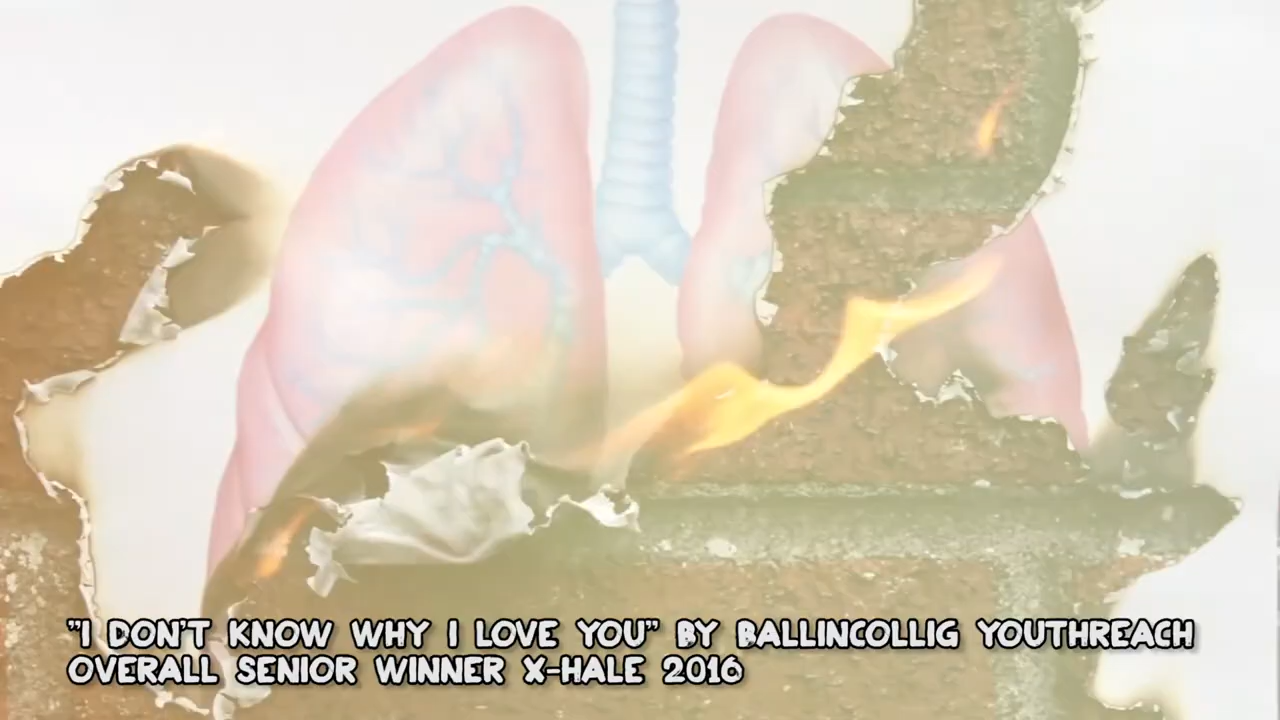 "I DON'T KNOW WHY I LOVE YOU" BY BALLINCOLLIG YOUTHREACH
OVERALL SENIOR WINNER X-HALE 2016